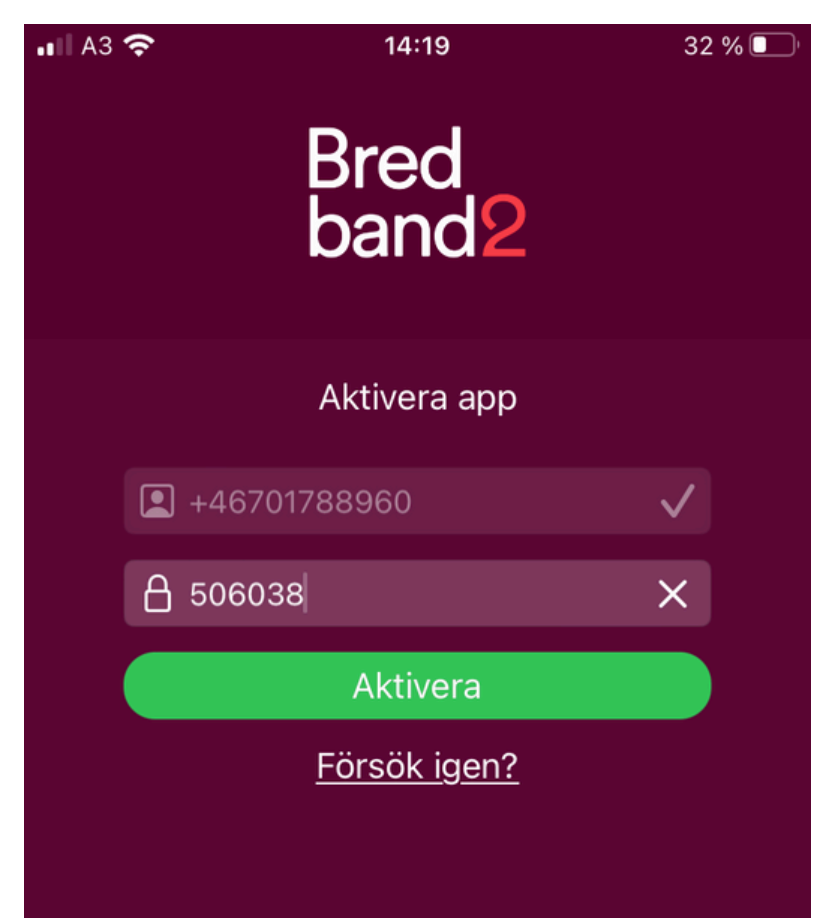 A3 14:19 32 %
Bred
band2
Aktivera app
+46701788960
506038
Aktivera
Försök igen?